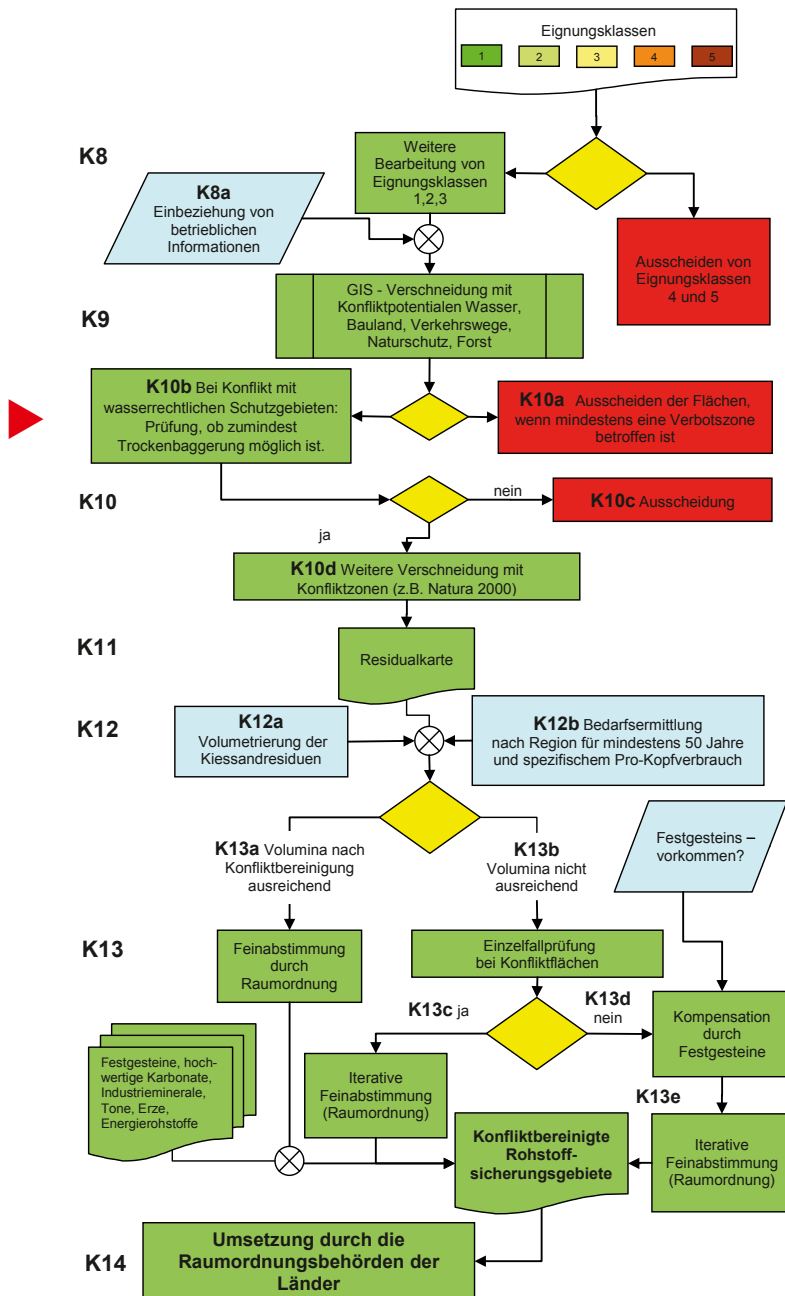 Eignungsklassen
1 2 3 4 5
K8
Weitere
Bearbeitung von
Eignungsklassen
1,2,3
K8a
Einbeziehung von
betrieblichen
Informationen
Ausscheiden von
Eignungsklassen
4 und 5
K9
GIS - Verschneidung mit
Konfliktpotentialen Wasser,
Bauland, Verkehrswege,
Naturschutz, Forst
K10b Bei Konflikt mit
wasserrechtlichen Schutzgebieten:
Prüfung, ob zumindest
Trockenbaggerung möglich ist.
K10a Ausscheiden der Flächen,
wenn mindestens eine Verbotszone
betroffen ist
K10
nein
K10c Ausscheidung
ja
K10d Weitere Verschneidung mit
Konfliktzonen (z.B. Natura 2000)
K11
Residualkarte
K12
K12a
Volumetrierung der
Kiessandresiduen
K12b Bedarfsermittlung
nach Region für mindestens 50 Jahre
und spezifischem Pro-Kopfverbrauch
K13a Volumina nach
Konfliktbereinigung
ausreichend
K13b
Volumina nicht
ausreichend
Festgesteins –
vorkommen?
K13
Feinabstimmung
durch
Raumordnung
Einzelfallprüfung
bei Konfliktflächen
K13c ja
K13d
nein
Kompensation
durch
Festgesteine
Festgesteine, hoch-
wertige Karbonate,
Industrieminerale,
Tone, Erze,
Energierohstoffe
Iterative
Feinabstimmung
(Raumordnung)
K13e
Konfliktbereinigte
Rohstoff-
sicherungsgebiete
Iterative
Feinabstimmung
(Raumordnung)
K14
Umsetzung durch die
Raumordnungsbehörden der
Länder